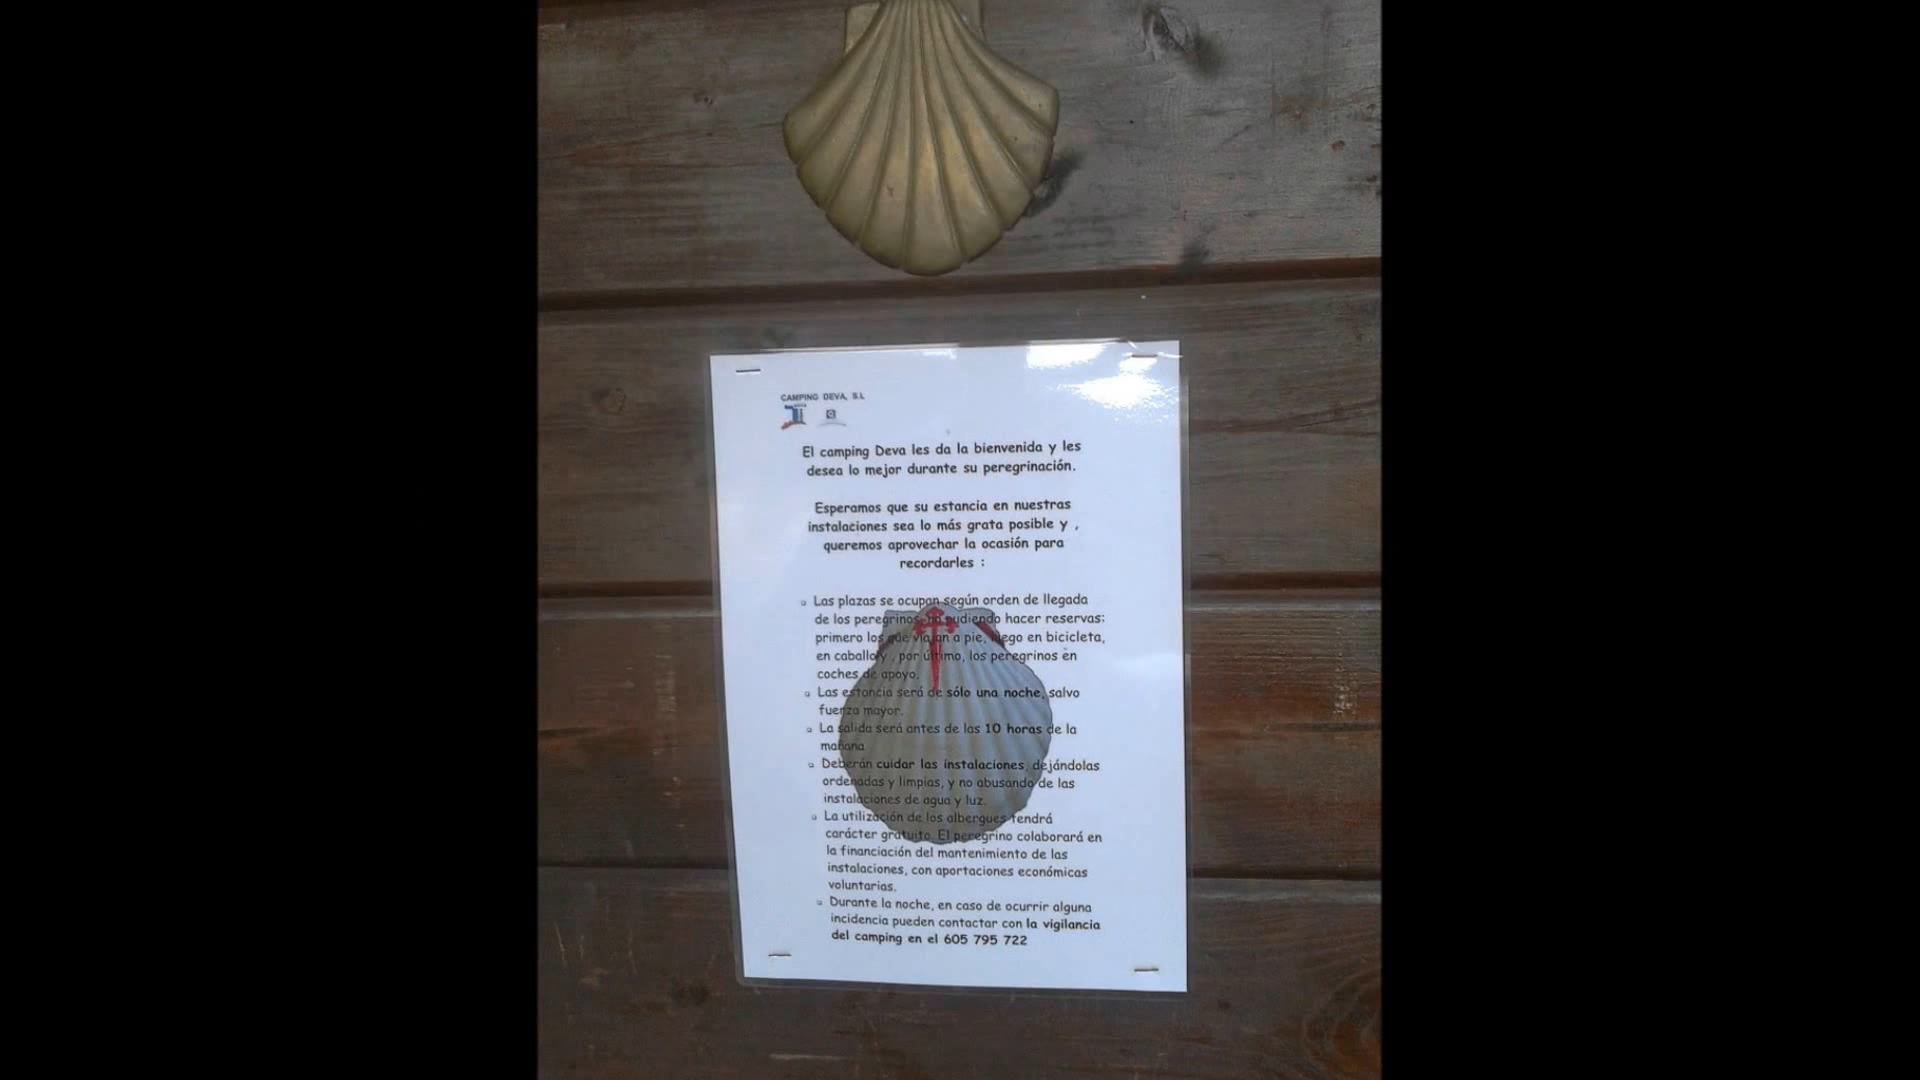 CAMPING DEVA, S.L
El camping Deva les da la bienvenida y les
desea lo mejor durante su peregrinación.
Esperamos que su estancia en nuestras
instalaciones sea lo más grata posible y ,
queremos aprovechar la ocasión para
recordarles :
Las plazas se ocupan según orden de llegada
de los peregrinos, no pudiendo hacer reservas:
primero los que viajan a pie, luego en bicicleta,
en caballo y , por último, los peregrinos en
coches de apoyo.
Las estancia será de sólo una noche, salvo
fuerza mayor.
La salida será antes de las 10 horas de la
mañana
Deberán cuidar las instalaciones, dejándolas
ordenadas y limpias, y no abusando de las
instalaciones de agua y luz.
La utilización de los albergues tendrá
carácter gratuito. El peregrino colaborará en
la financiación del mantenimiento de las
instalaciones, con aportaciones económicas
voluntarias.
Durante la noche, en caso de ocurrir alguna
incidencia pueden contactar con la vigilancia
del camping en el 605 795 722